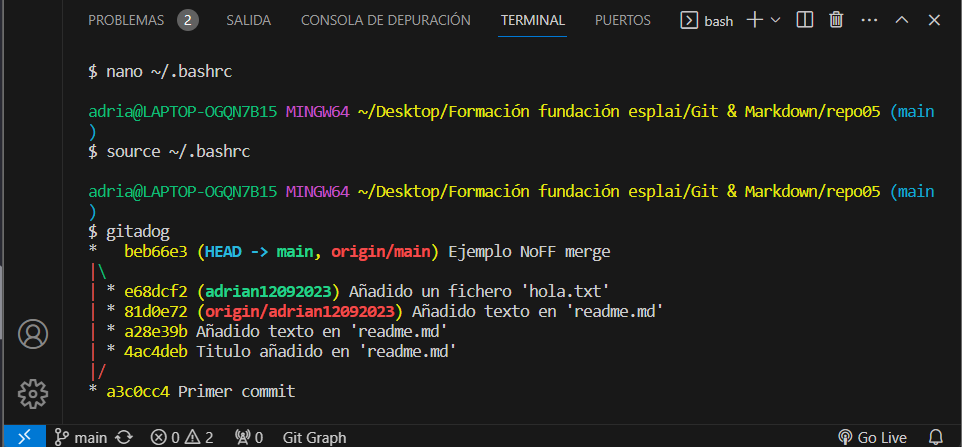 PROBLEMAS 2 SALIDA CONSOLA DE DEPURACIÓN TERMINAL PUERTOS bash
$ nano ~/.bashrc
adria@LAPTOP-OGQN7B15 MINGW64 ~/Desktop/Formación fundación esplai/Git & Markdown/repo05 (main
)
$ source ~/.bashrc
adria@LAPTOP-OGQN7B15 MINGW64 ~/Desktop/Formación fundación esplai/Git & Markdown/repo05 (main
)
$ gitadog
*   beb66e3 (HEAD -> main, origin/main) Ejemplo NoFF merge
|\
| * e68dcf2 (adrian12092023) Añadido un fichero 'hola.txt'
| * 81d0e72 (origin/adrian12092023) Añadido texto en 'readme.md'
| * a28e39b Añadido texto en 'readme.md'
| * 4ac4deb Titulo añadido en 'readme.md'
|/
* a3c0cc4 Primer commit
main 0 2 0 Git Graph Go Live